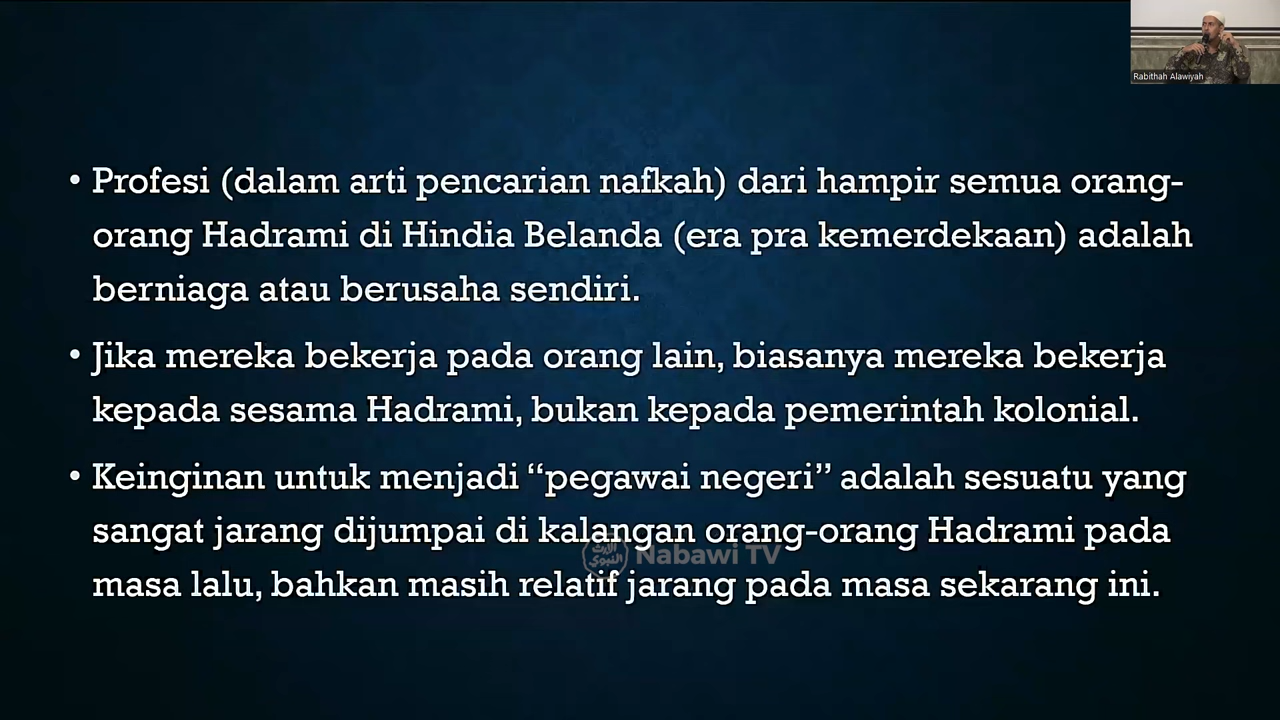 Rabithah Alawiyah
• Profesi (dalam arti pencarian nafkah) dari hampir semua orang-
orang Hadrami di Hindia Belanda (era pra kemerdekaan) adalah
berniaga atau berusaha sendiri.
• Jika mereka bekerja pada orang lain, biasanya mereka bekerja
kepada sesama Hadrami, bukan kepada pemerintah kolonial.
• Keinginan untuk menjadi “pegawai negeri” adalah sesuatu yang
sangat jarang dijumpai di kalangan orang-orang Hadrami pada
الإرث النبوي Nabawi TV
masa lalu, bahkan masih relatif jarang pada masa sekarang ini.